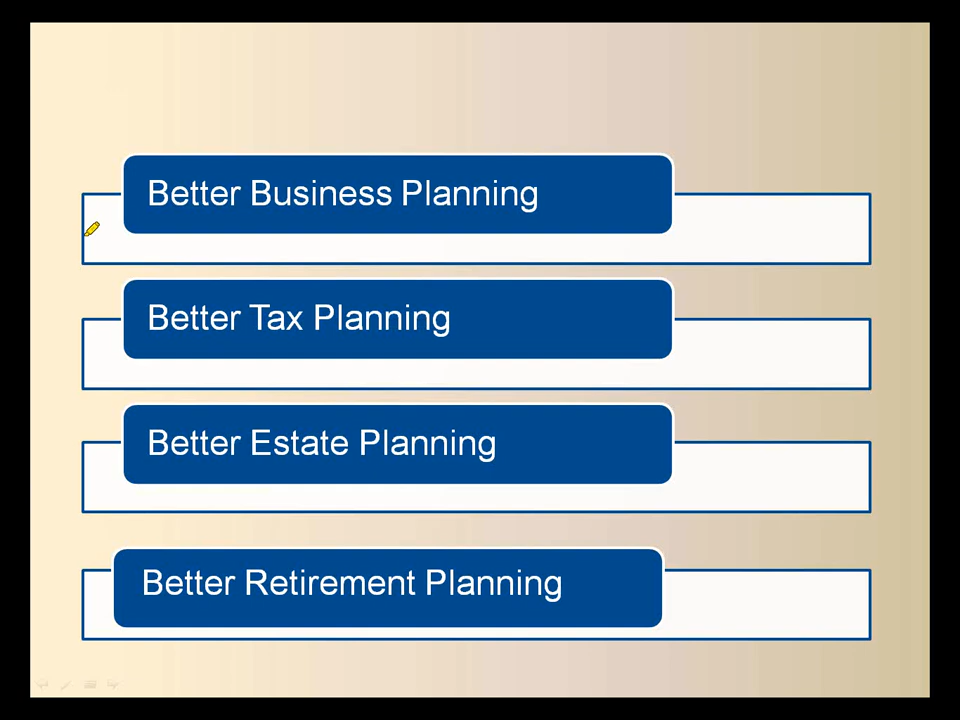 Better Business Planning
Better Tax Planning
Better Estate Planning
Better Retirement Planning